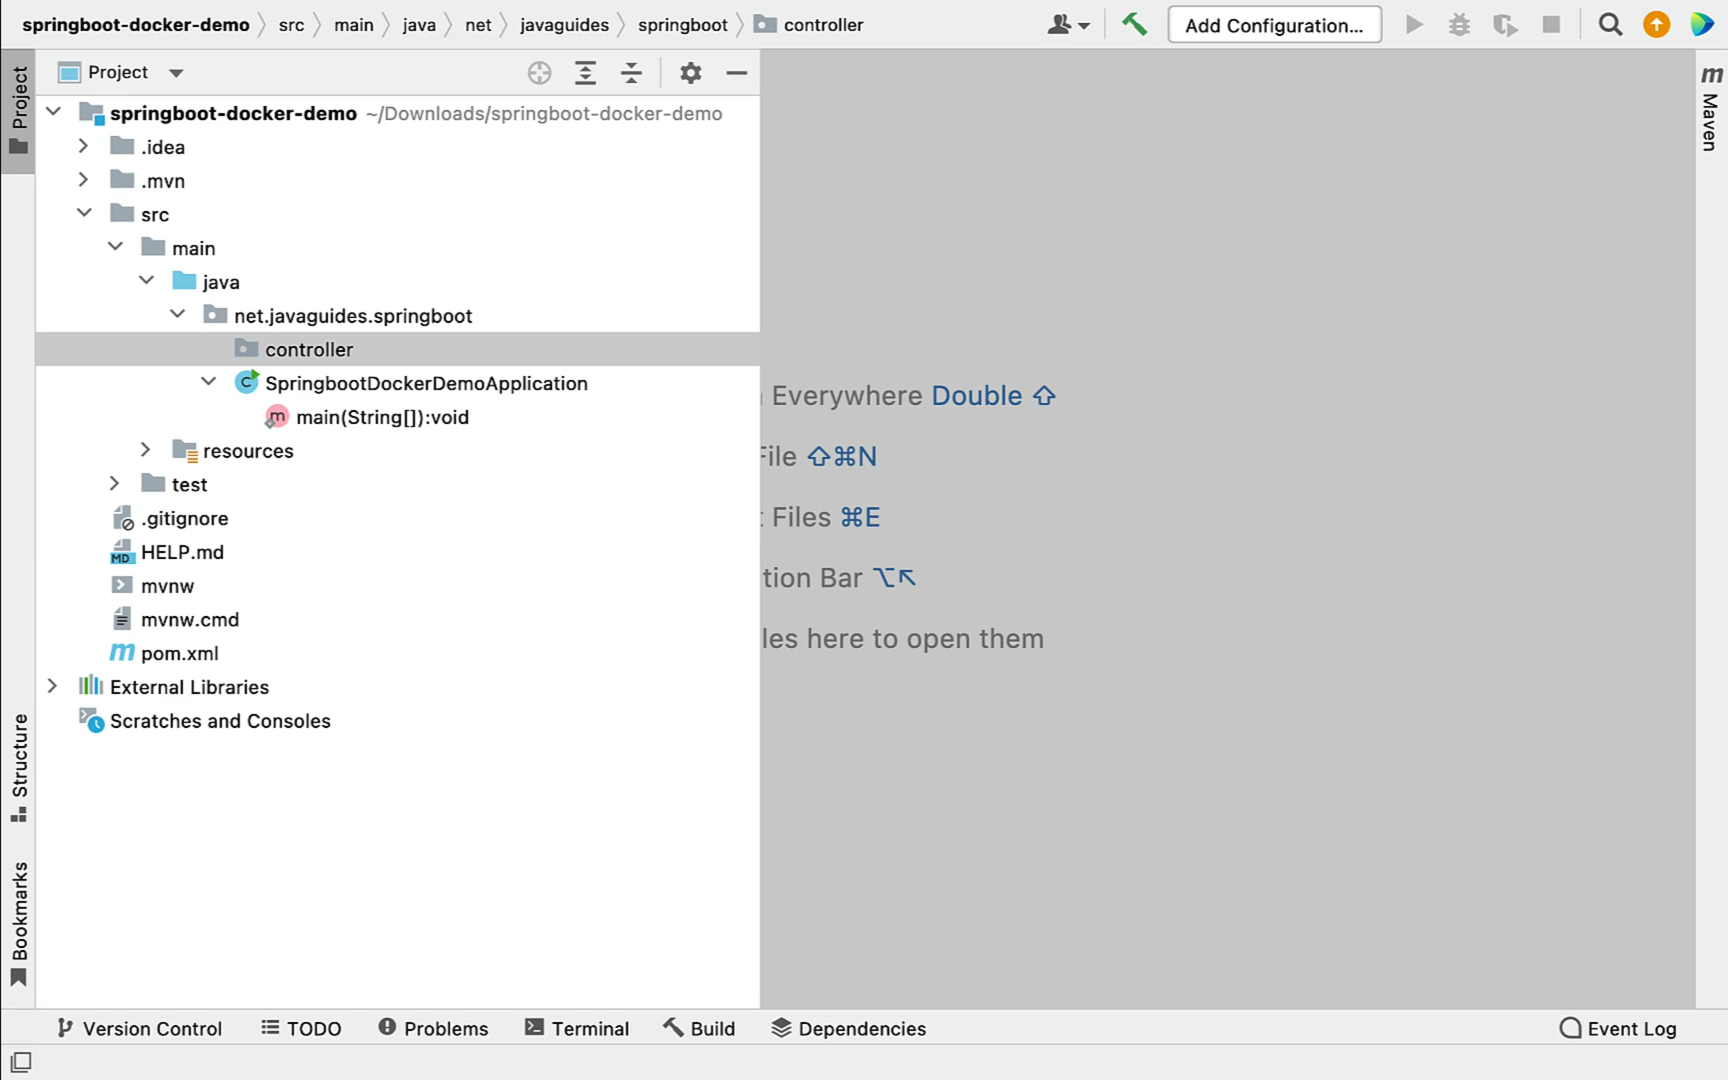 springboot-docker-demo src main java net javaguides springboot controller
Add Configuration...
Project
springboot-docker-demo ~/Downloads/springboot-docker-demo
.idea
.mvn
src
main
java
net.javaguides.springboot
controller
SpringbootDockerDemoApplication
main(String[]):void
resources
test
.gitignore
HELP.md
mvnw
mvnw.cmd
pom.xml
External Libraries
Scratches and Consoles
Everywhere Double ⇧
File ⇧⌘N
Files ⌘E
tion Bar ⌥↖
les here to open them
Project
Structure
Bookmarks
m
Maven
Version Control
TODO
Problems
Terminal
Build
Dependencies
Event Log